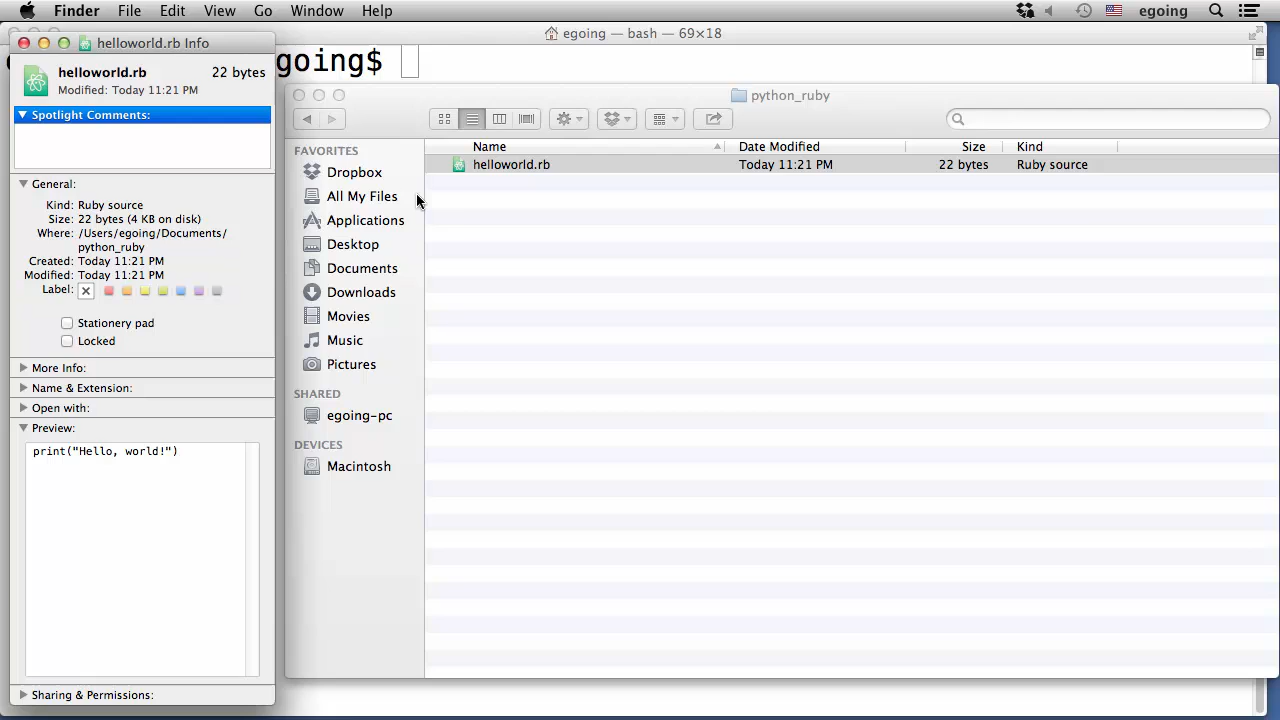 Finder File Edit View Go Window Help egoing
helloworld.rb Info
egoing — bash — 69×18
going$
helloworld.rb 22 bytes
Modified: Today 11:21 PM
Spotlight Comments:
General:
Kind: Ruby source
Size: 22 bytes (4 KB on disk)
Where: /Users/egoing/Documents/
python_ruby
Created: Today 11:21 PM
Modified: Today 11:21 PM
Label:
Stationery pad
Locked
More Info:
Name & Extension:
Open with:
Preview:
print("Hello, world!")
Sharing & Permissions:
python_ruby
FAVORITES
Dropbox
All My Files
Applications
Desktop
Documents
Downloads
Movies
Music
Pictures
SHARED
egoing-pc
DEVICES
Macintosh
Name Date Modified Size Kind
helloworld.rb Today 11:21 PM 22 bytes Ruby source